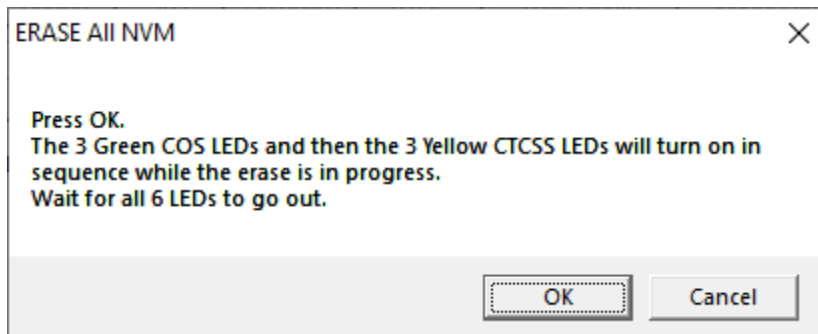 ERASE All NVM
Press OK.
The 3 Green COS LEDs and then the 3 Yellow CTCSS LEDs will turn on in
sequence while the erase is in progress.
Wait for all 6 LEDs to go out.
OK Cancel